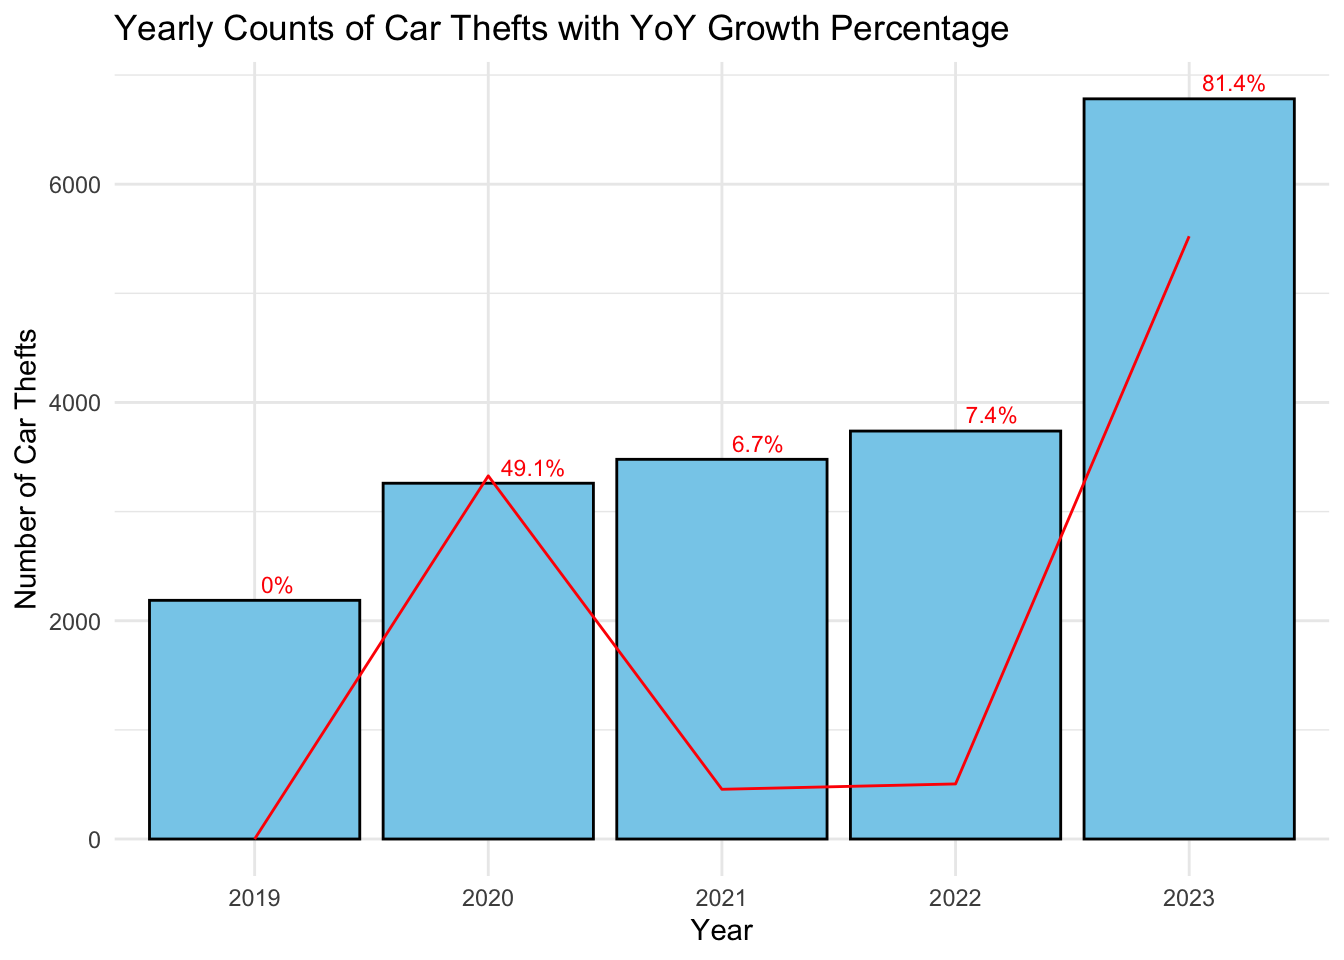 Yearly Counts of Car Thefts with YoY Growth Percentage
81.4%
6000
7.4%
4000
6.7%
49.1%
0%
2000
0
Number of Car Thefts
2019 2020 2021 2022 2023
Year